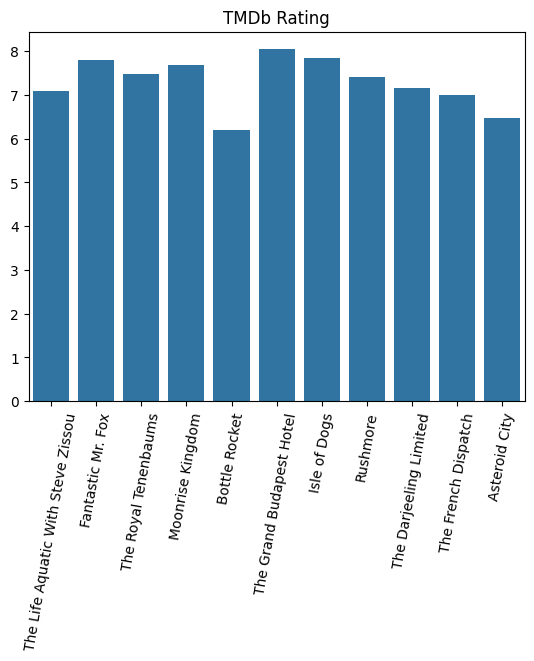 TMDb Rating
8
7
6
5
4
3
2
1
0
The Life Aquatic With Steve Zissou
Fantastic Mr. Fox
The Royal Tenenbaums
Moonrise Kingdom
Bottle Rocket
The Grand Budapest Hotel
Isle of Dogs
Rushmore
The Darjeeling Limited
The French Dispatch
Asteroid City